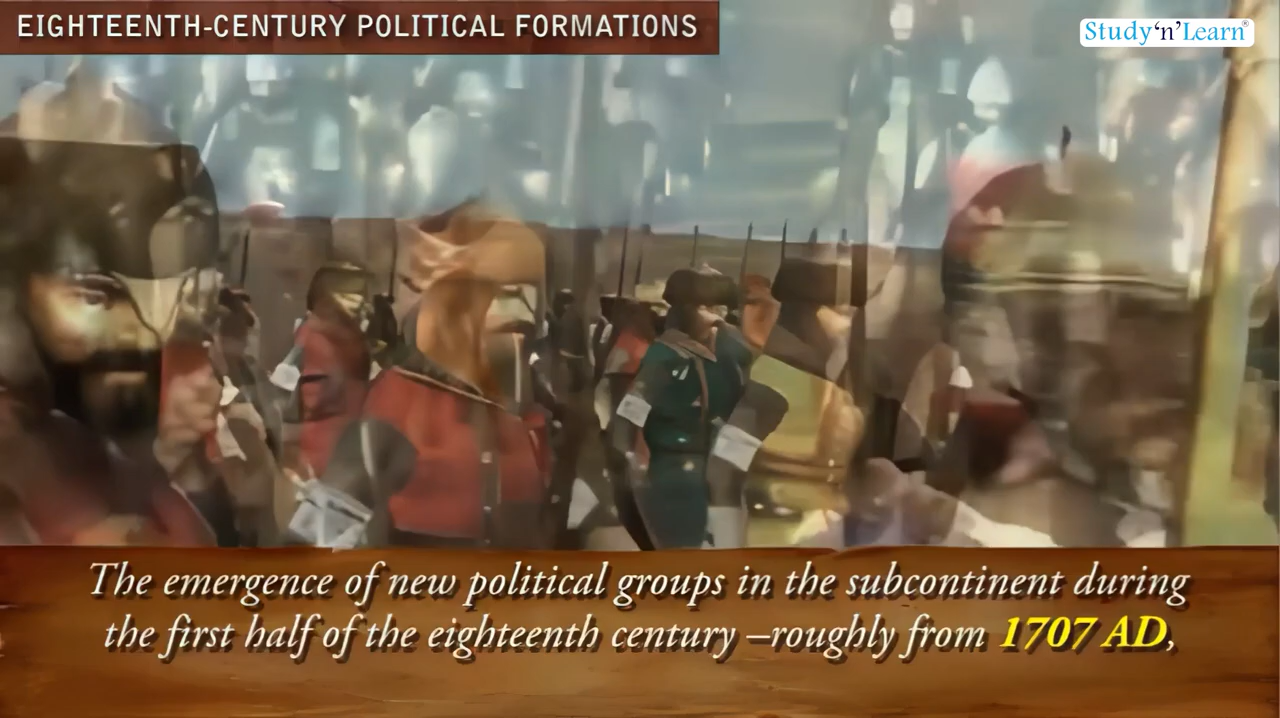 EIGHTEENTH-CENTURY POLITICAL FORMATIONS
Study‘n’Learn®
The emergence of new political groups in the subcontinent during
the first half of the eighteenth century –roughly from 1707 AD,